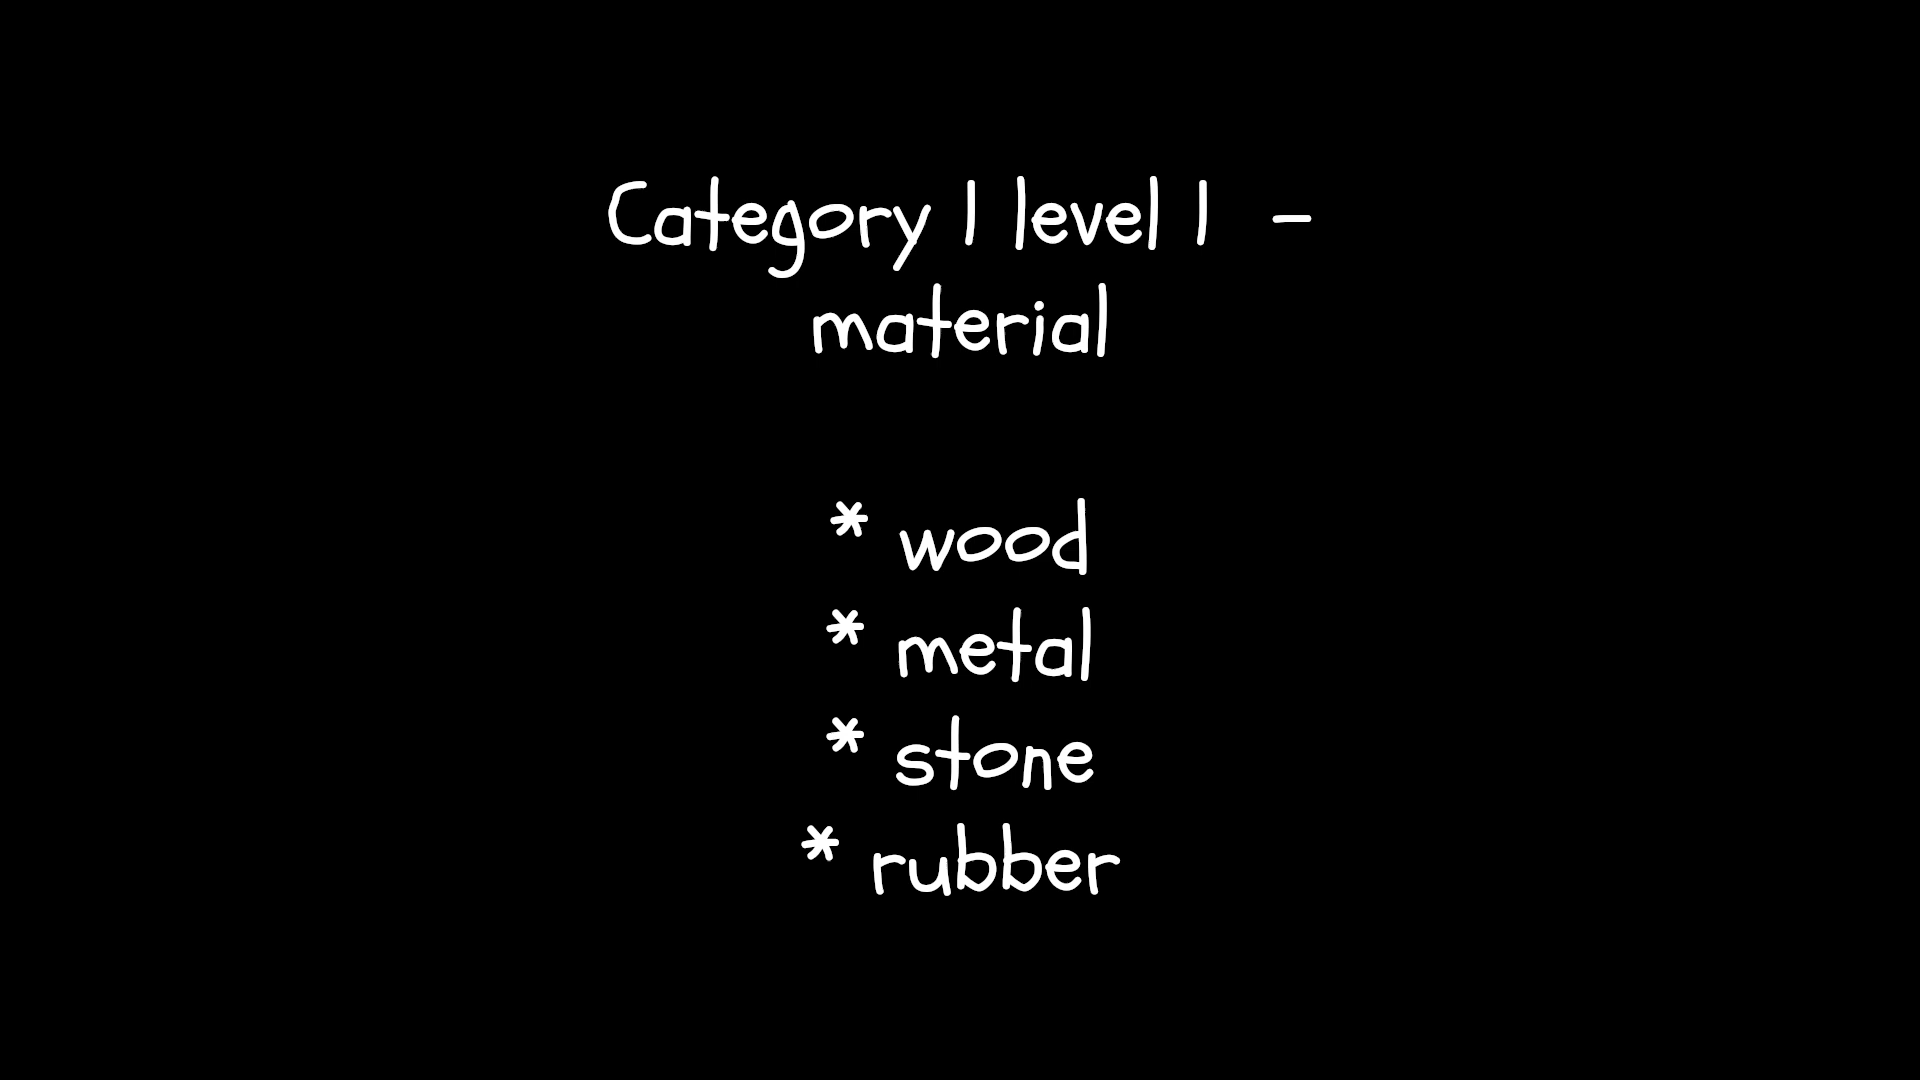 Category 1 level 1 -
material
* wood
* metal
* stone
* rubber